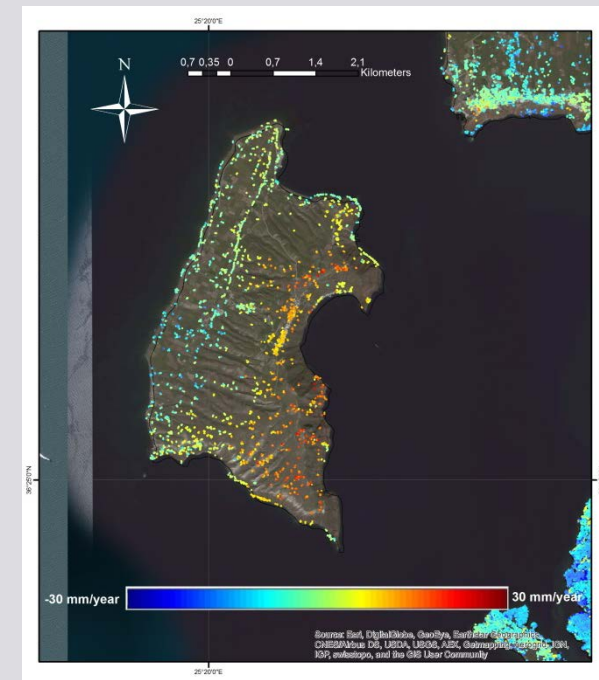 25°20'0"E
N
0,7 0,35 0 0,7 1,4 2,1
Kilometers
36°25'0"N
-30 mm/year 30 mm/year
Source: Esri, DigitalGlobe, GeoEye, Earthstar Geographics,
CNES/Airbus DS, USDA, USGS, AEX, Getmapping, Aerogrid, IGN,
IGP, swisstopo, and the GIS User Community
25°20'0"E